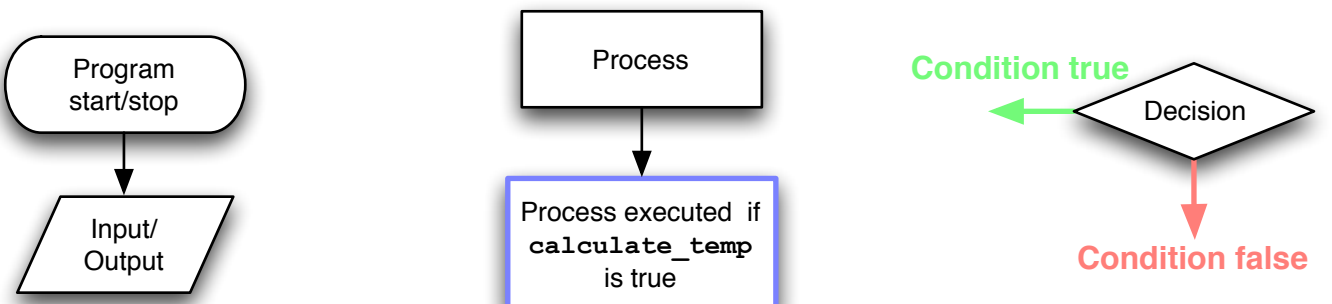 Program
start/stop
Input/
Output
Process
Process executed if
calculate_temp
is true
Condition true
Decision
Condition false